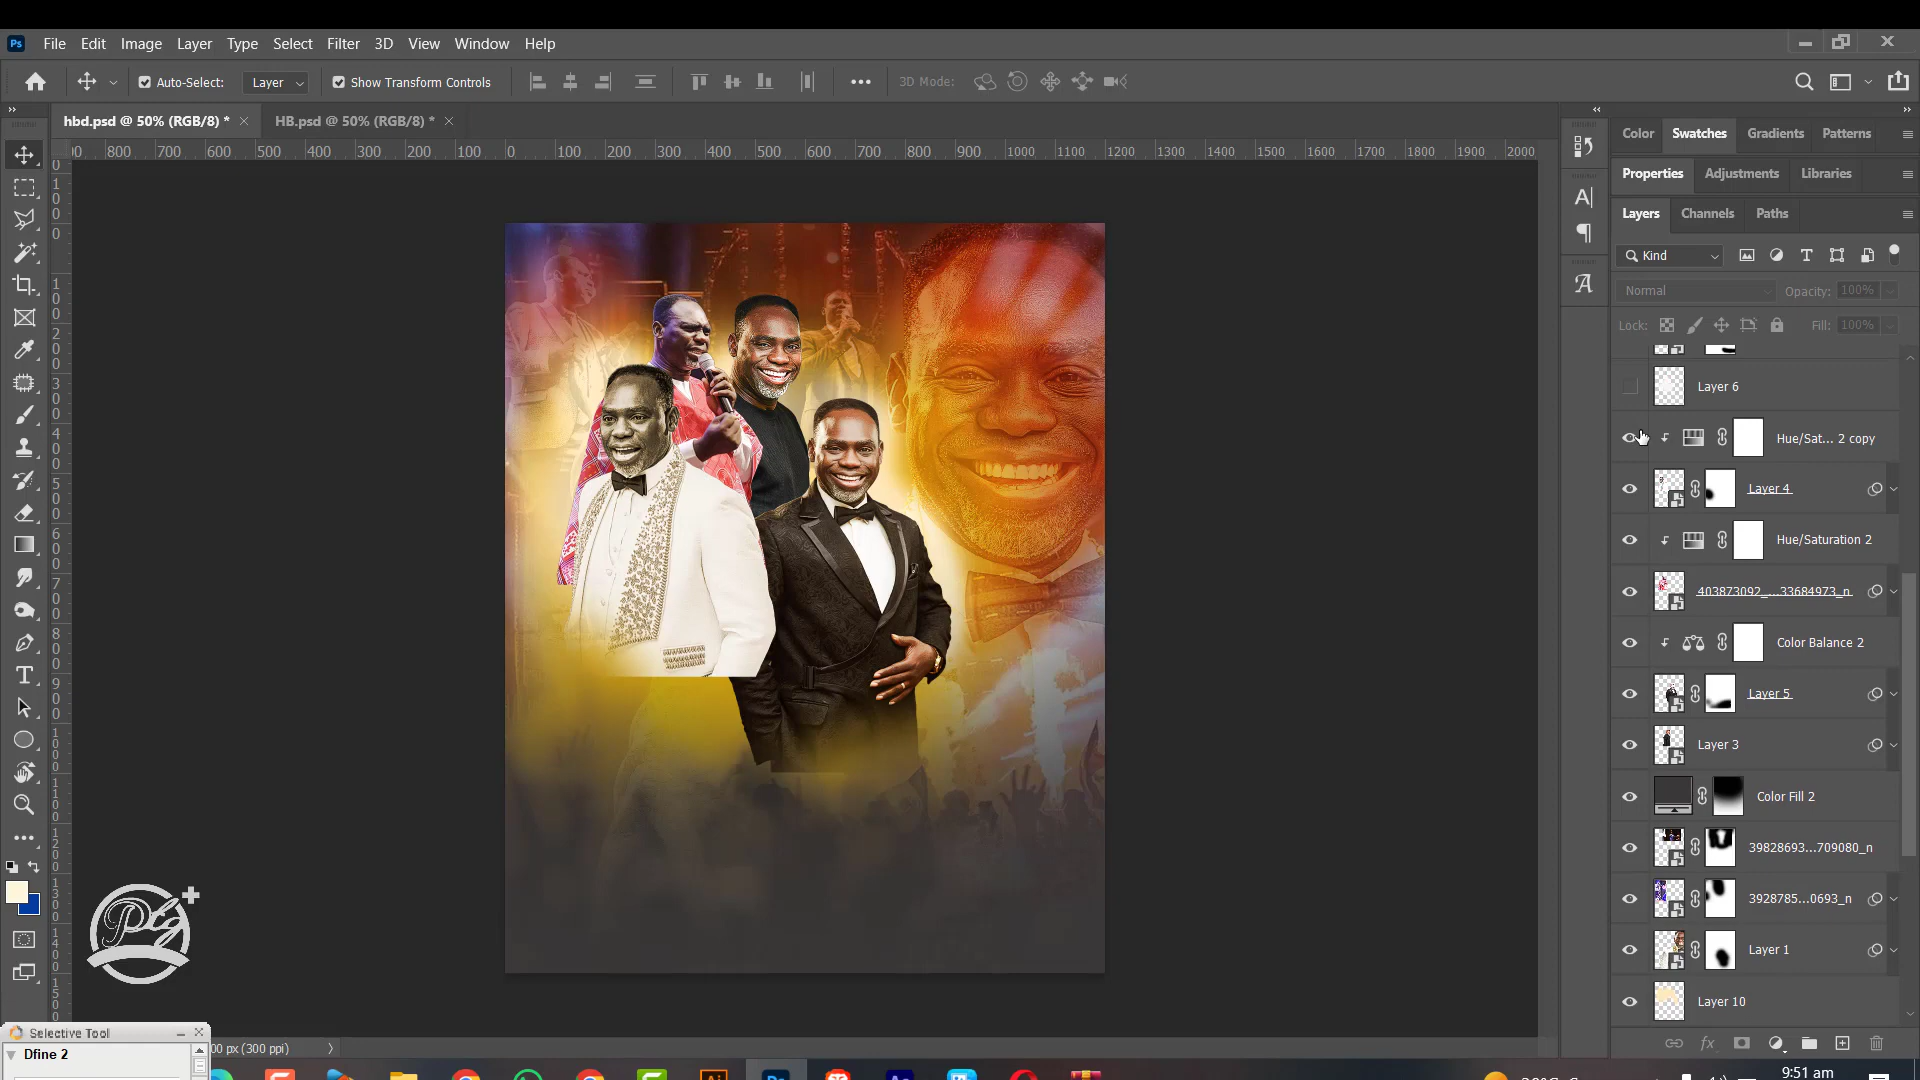 Ps File Edit Image Layer Type Select Filter 3D View Window Help
Auto-Select: Layer Show Transform Controls 3D Mode:
hbd.psd @ 50% (RGB/8) * HB.psd @ 50% (RGB/8) *
800 700 600 500 400 300 200 100 0 100 200 300 400 500 600 700 800 900 1000 1100 1200 1300 1400 1500 1600 1700 1800 1900 2000
Color Swatches Gradients Patterns
Properties Adjustments Libraries
Layers Channels Paths
Kind
Normal Opacity: 100%
Lock: Fill: 100%
Layer 6
Hue/Sat... 2 copy
Layer 4
Hue/Saturation 2
403873092_...33684973_n
Color Balance 2
Layer 5
Layer 3
Color Fill 2
39828693...709080_n
3928785...0693_n
Layer 1
Layer 10
Plg
Selective Tool
Dfine 2
00 px (300 ppi)
9:51 am